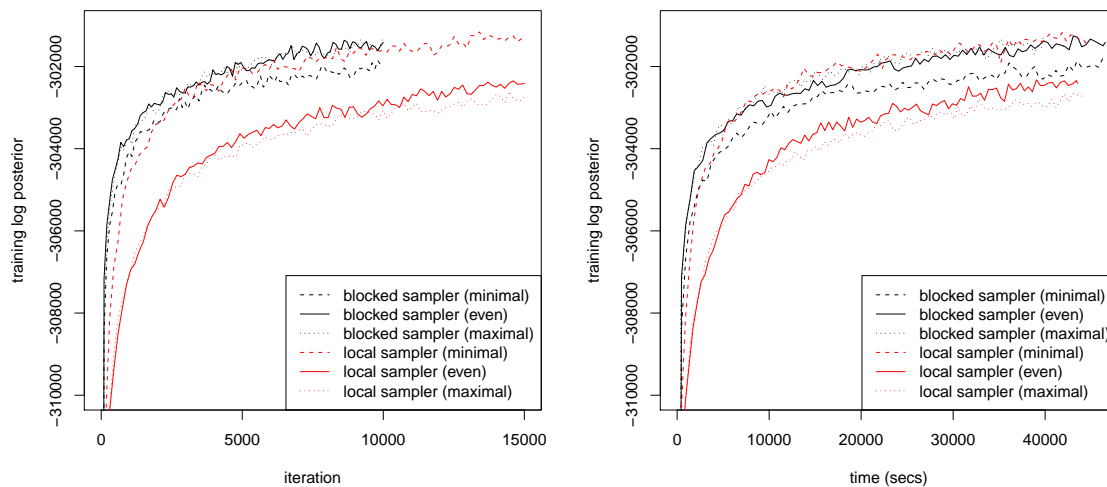 -302000
-304000
-306000
-308000
-310000
training log posterior
0 5000 10000 15000
iteration
blocked sampler (minimal)
blocked sampler (even)
blocked sampler (maximal)
local sampler (minimal)
local sampler (even)
local sampler (maximal)
-302000
-304000
-306000
-308000
-310000
training log posterior
0 10000 20000 30000 40000
time (secs)
blocked sampler (minimal)
blocked sampler (even)
blocked sampler (maximal)
local sampler (minimal)
local sampler (even)
local sampler (maximal)